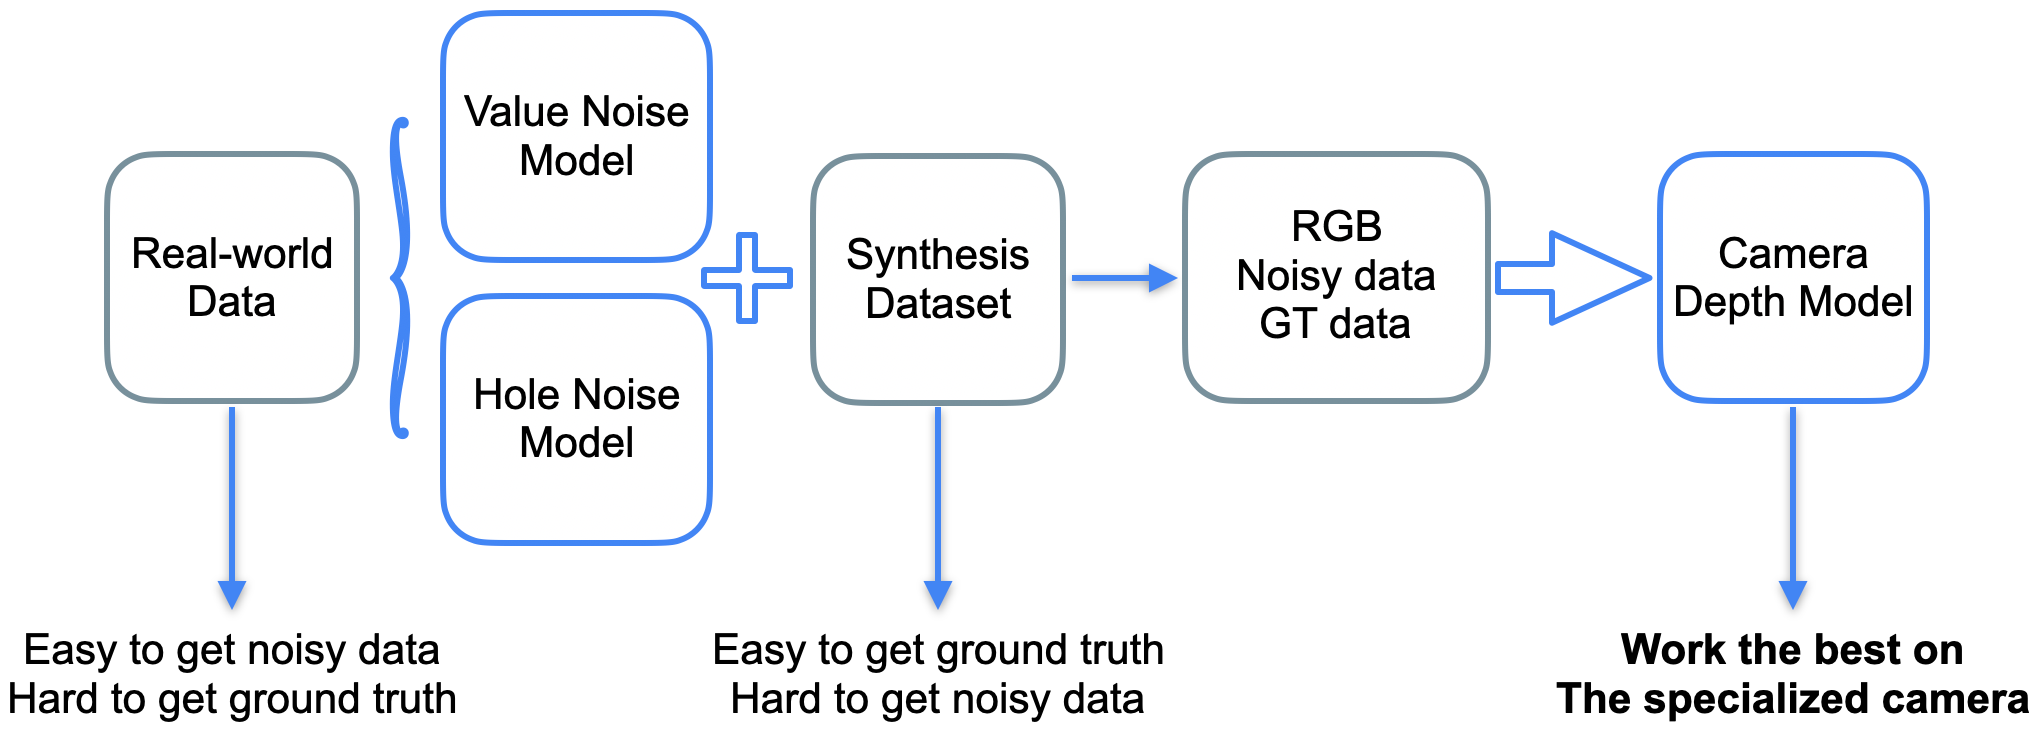 Value Noise
Model
Real-world
Data
Hole Noise
Model
Synthesis
Dataset
RGB
Noisy data
GT data
Camera
Depth Model
Easy to get noisy data
Hard to get ground truth
Easy to get ground truth
Hard to get noisy data
Work the best on
The specialized camera